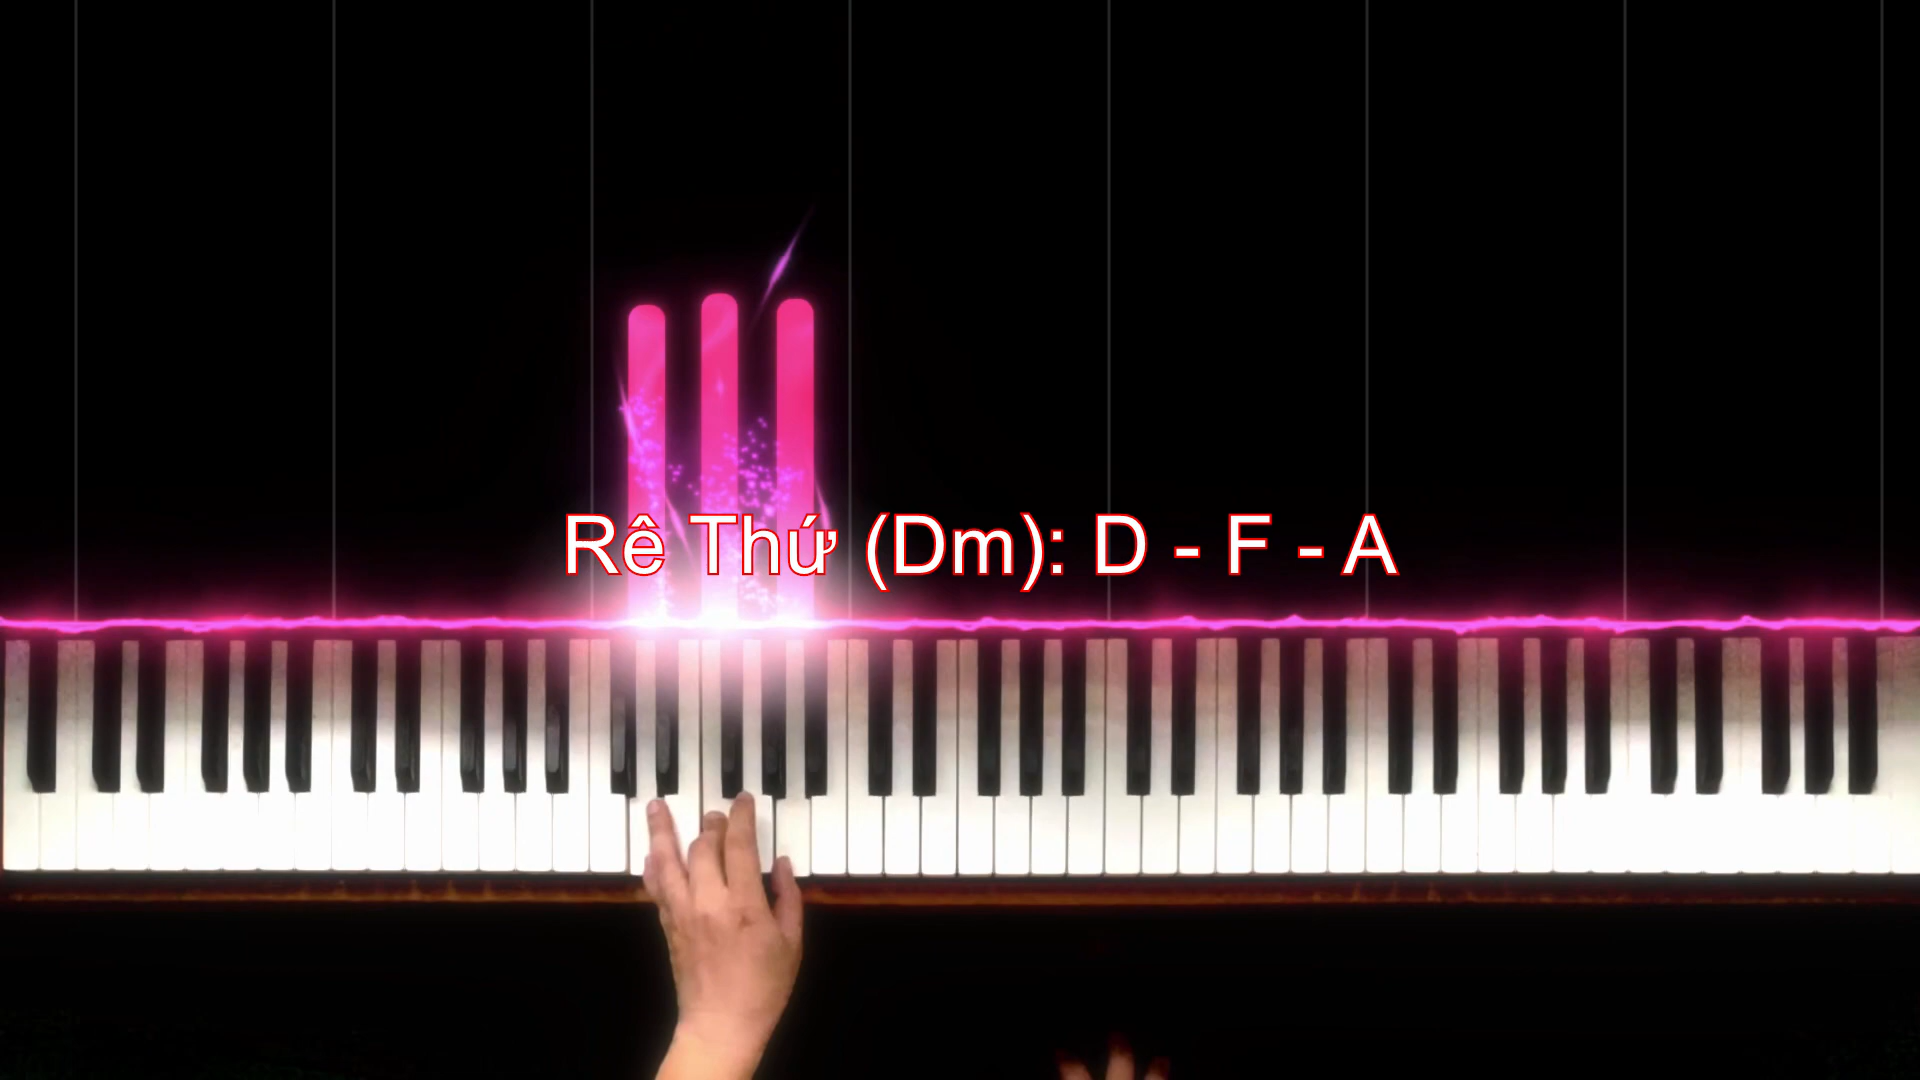 Rê Thứ (Dm): D - F - A